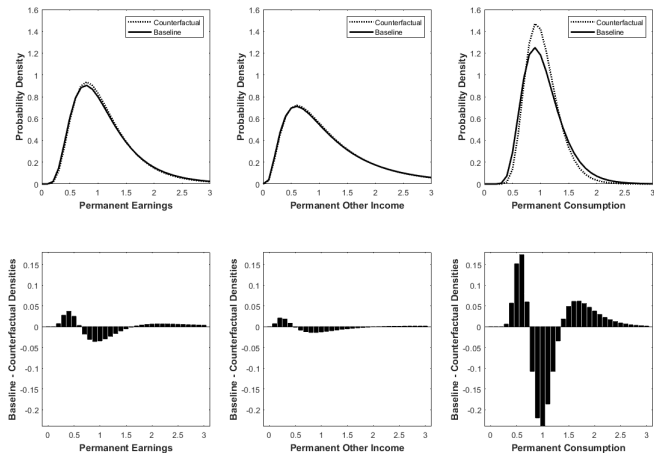 Counterfactual
Baseline
Probability Density
1.6
1.4
1.2
1
0.8
0.6
0.4
0.2
0
0 0.5 1 1.5 2 2.5 3
Permanent Earnings
Counterfactual
Baseline
Probability Density
1.6
1.4
1.2
1
0.8
0.6
0.4
0.2
0
0 0.5 1 1.5 2 2.5 3
Permanent Other Income
Counterfactual
Baseline
Probability Density
1.6
1.4
1.2
1
0.8
0.6
0.4
0.2
0
0 0.5 1 1.5 2 2.5 3
Permanent Consumption
Baseline - Counterfactual Densities
0.15
0.1
0.05
0
-0.05
-0.1
-0.15
-0.2
0 0.5 1 1.5 2 2.5 3
Permanent Earnings
Baseline - Counterfactual Densities
0.15
0.1
0.05
0
-0.05
-0.1
-0.15
-0.2
0 0.5 1 1.5 2 2.5 3
Permanent Other Income
Baseline - Counterfactual Densities
0.15
0.1
0.05
0
-0.05
-0.1
-0.15
-0.2
0 0.5 1 1.5 2 2.5 3
Permanent Consumption